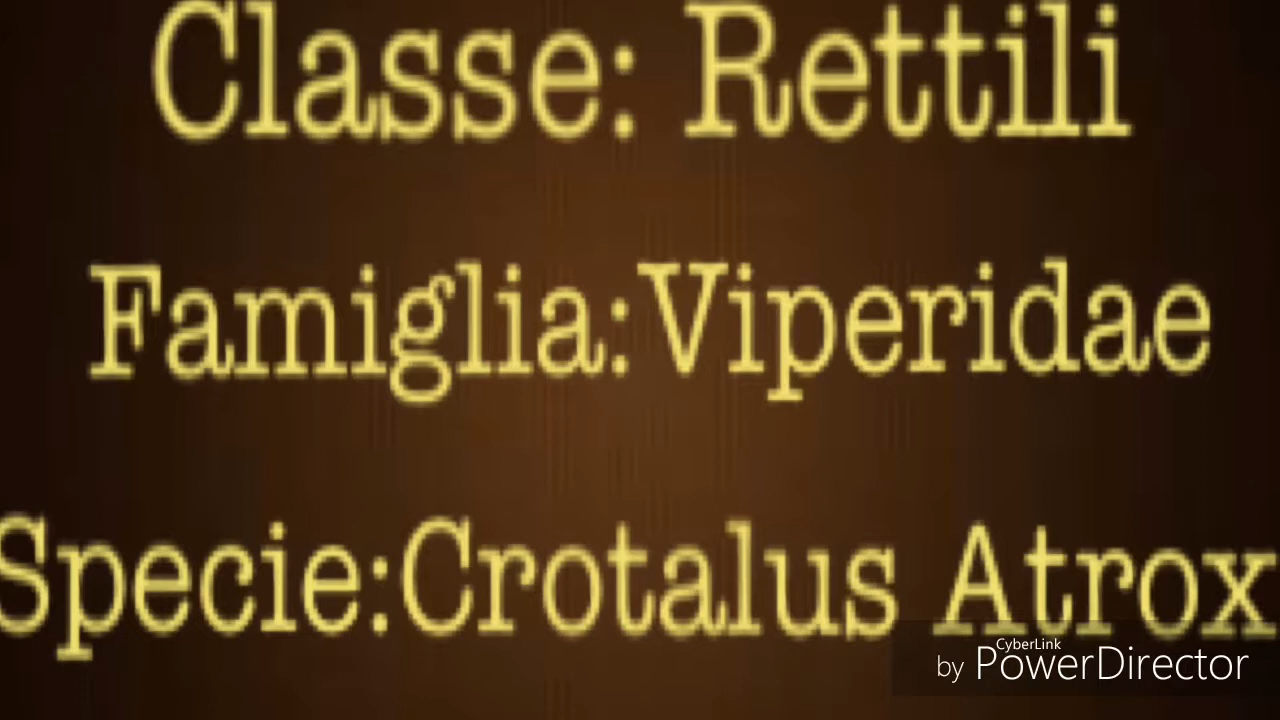 Classe: Rettili
Famiglia:Viperidae
Specie:Crotalus Atrox
CyberLink
by PowerDirector